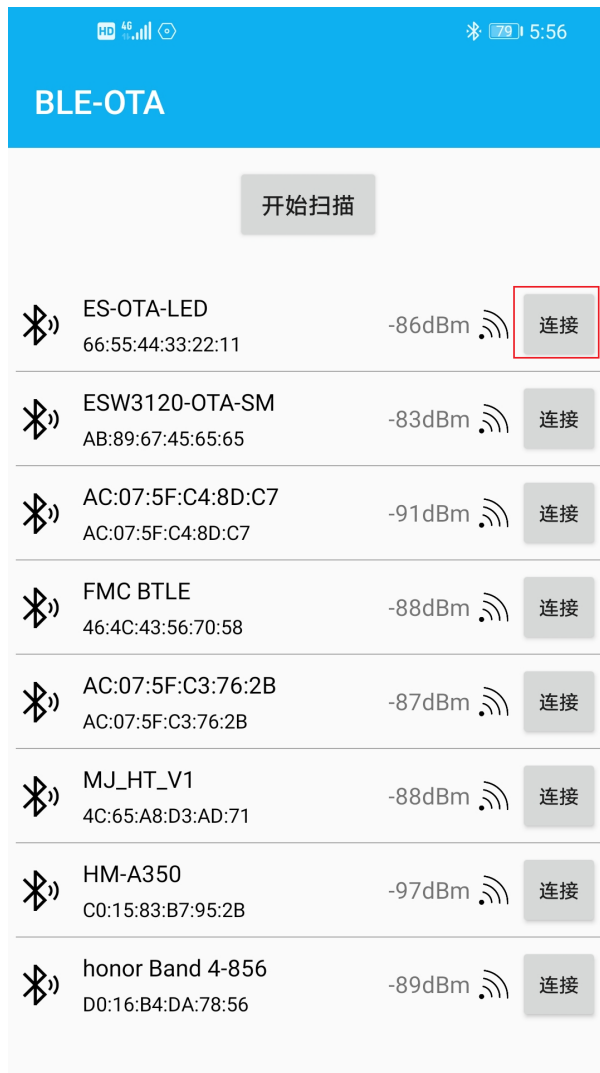 HD 4G 79 5:56
BLE-OTA
开始扫描
ES-OTA-LED
66:55:44:33:22:11
-86dBm
连接
ESW3120-OTA-SM
AB:89:67:45:65:65
-83dBm
连接
AC:07:5F:C4:8D:C7
AC:07:5F:C4:8D:C7
-91dBm
连接
FMC BTLE
46:4C:43:56:70:58
-88dBm
连接
AC:07:5F:C3:76:2B
AC:07:5F:C3:76:2B
-87dBm
连接
MJ_HT_V1
4C:65:A8:D3:AD:71
-88dBm
连接
HM-A350
C0:15:83:B7:95:2B
-97dBm
连接
honor Band 4-856
D0:16:B4:DA:78:56
-89dBm
连接